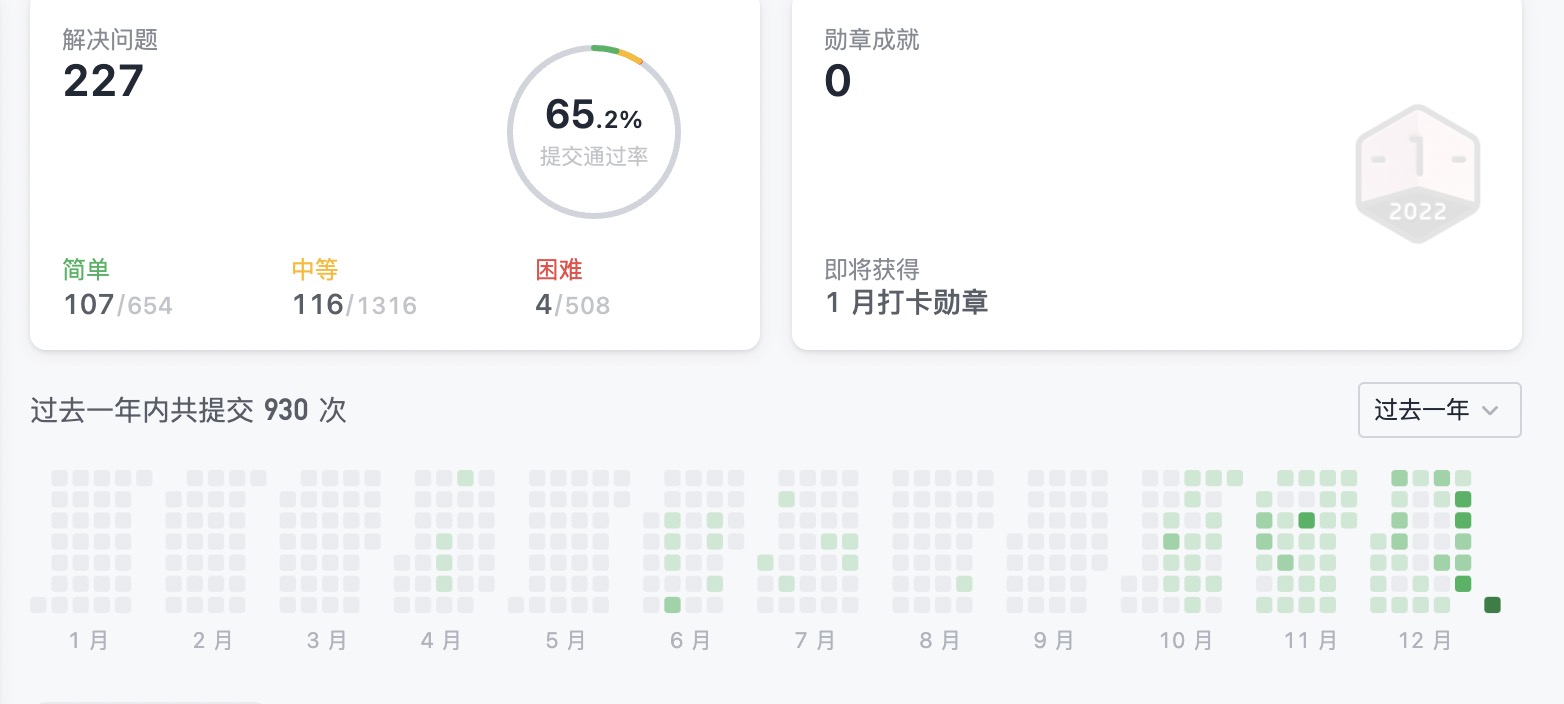 解决问题
227
65.2%
提交通过率
简单
107/654
中等
116/1316
困难
4/508
勋章成就
0
1
2022
即将获得
1 月打卡勋章
过去一年内共提交 930 次
过去一年
1 月 2 月 3 月 4 月 5 月 6 月 7 月 8 月 9 月 10 月 11 月 12 月